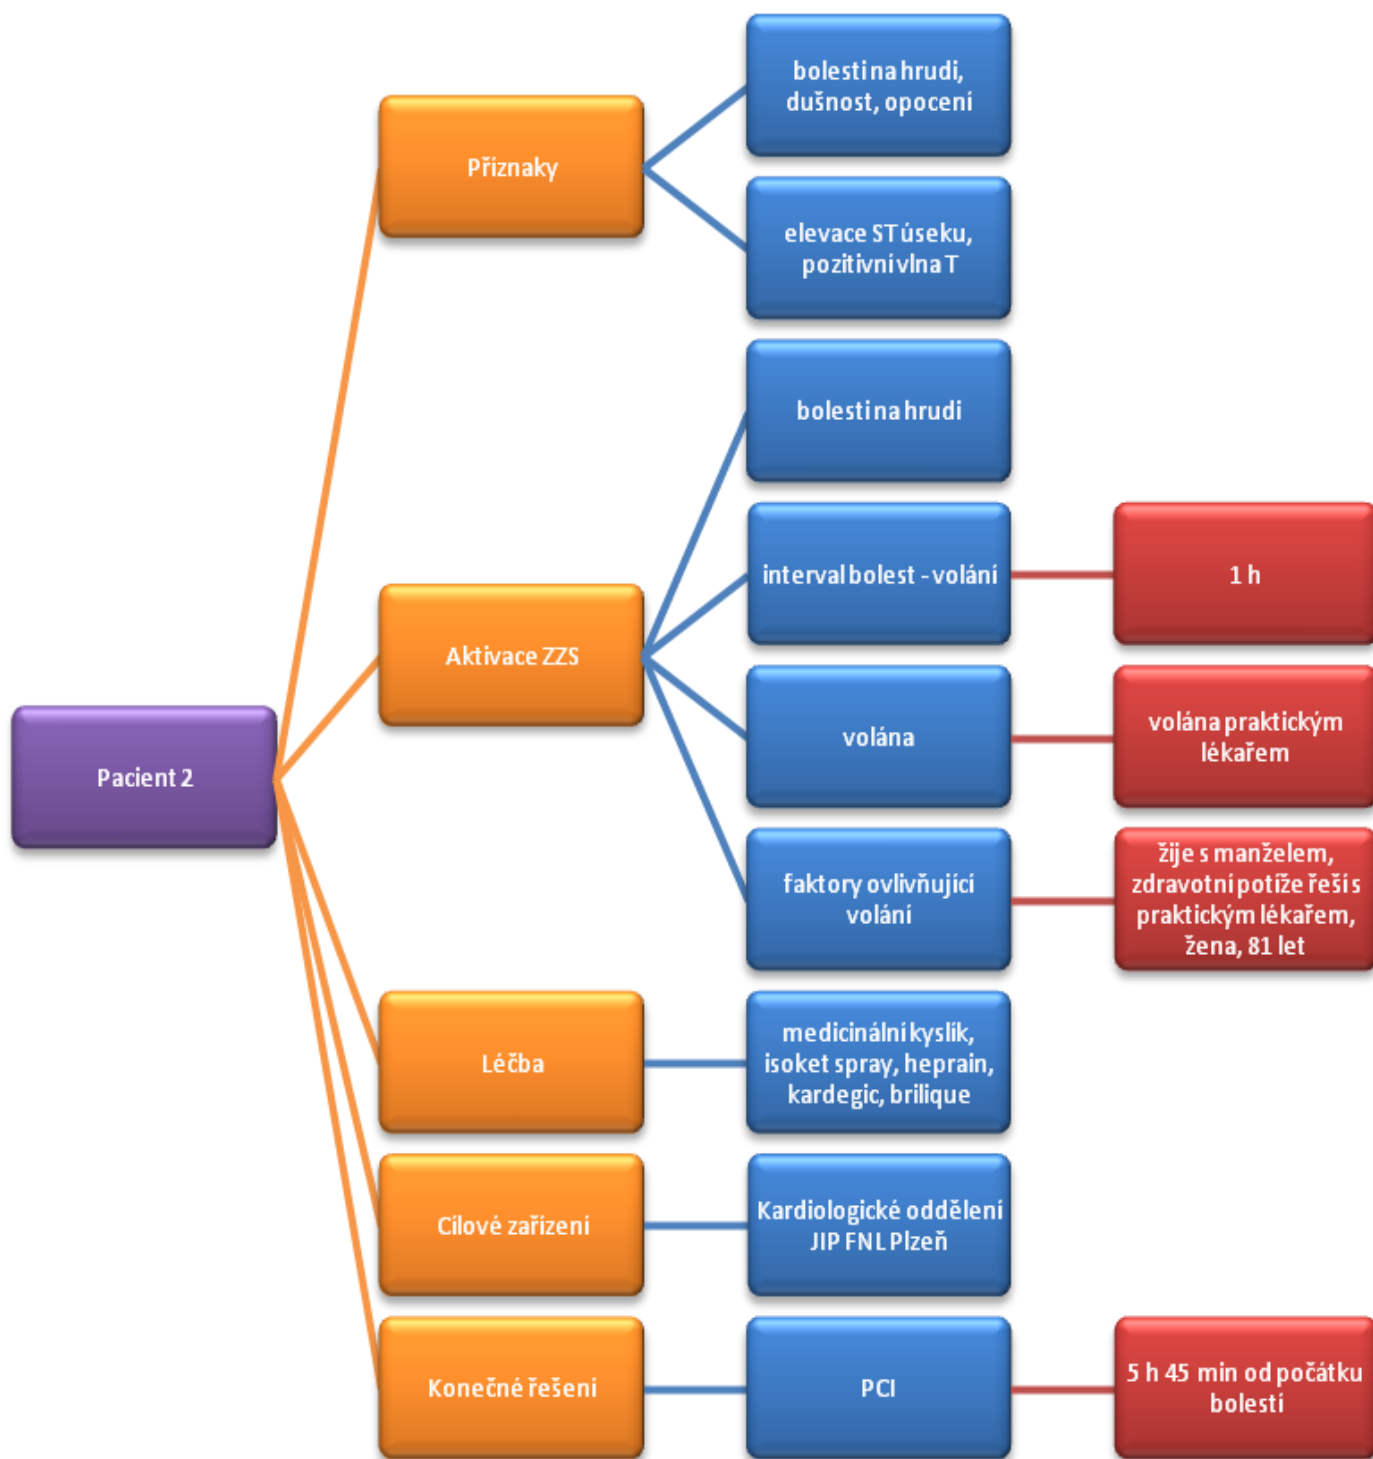 Pacient 2
Příznaky
bolesti na hrudi,
dušnost, opocení
elevace ST úseku,
pozitivní vlna T
Aktivace ZZS
bolesti na hrudi
interval bolest - volání
1 h
volána
volána praktickým
lékařem
faktory ovlivňující
volání
žije s manželem,
zdravotní potíže řeší s
praktickým lékařem,
žena, 81 let
Léčba
medicinální kyslík,
isoket spray, heprain,
kardegic, brilique
Cílové zařízení
Kardiologické oddělení
JIP FNL Plzeň
Konečné řešení
PCI
5 h 45 min od počátku
bolestí